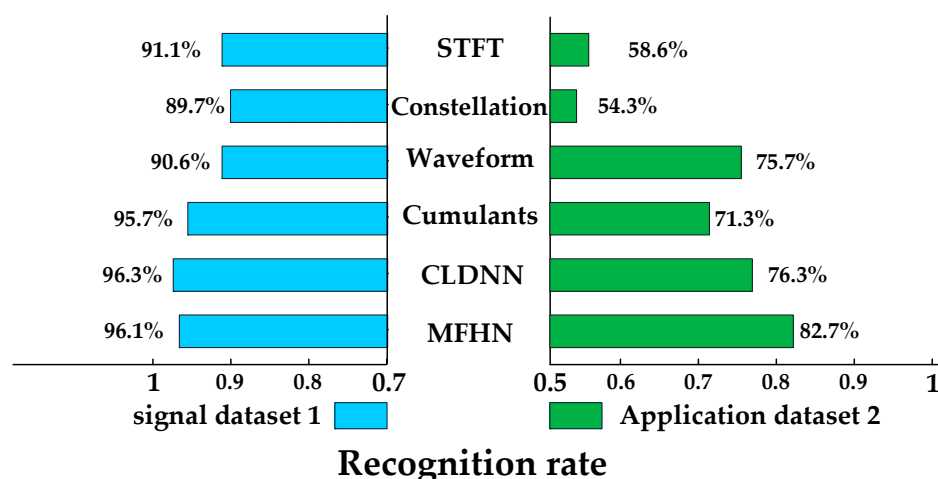 91.1% STFT 58.6%
89.7% Constellation 54.3%
90.6% Waveform 75.7%
95.7% Cumulants 71.3%
96.3% CLDNN 76.3%
96.1% MFHN 82.7%
1 0.9 0.8 0.7 0.5 0.6 0.7 0.8 0.9 1
signal dataset 1 Application dataset 2
Recognition rate